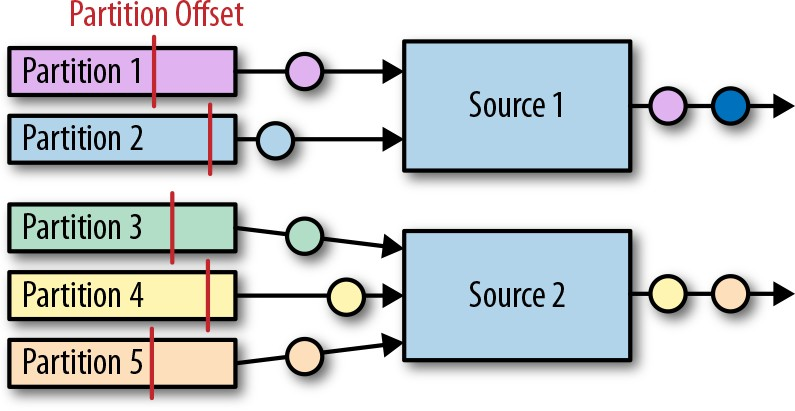 Partition Offset
Partition 1
Partition 2
Source 1
Partition 3
Partition 4
Partition 5
Source 2